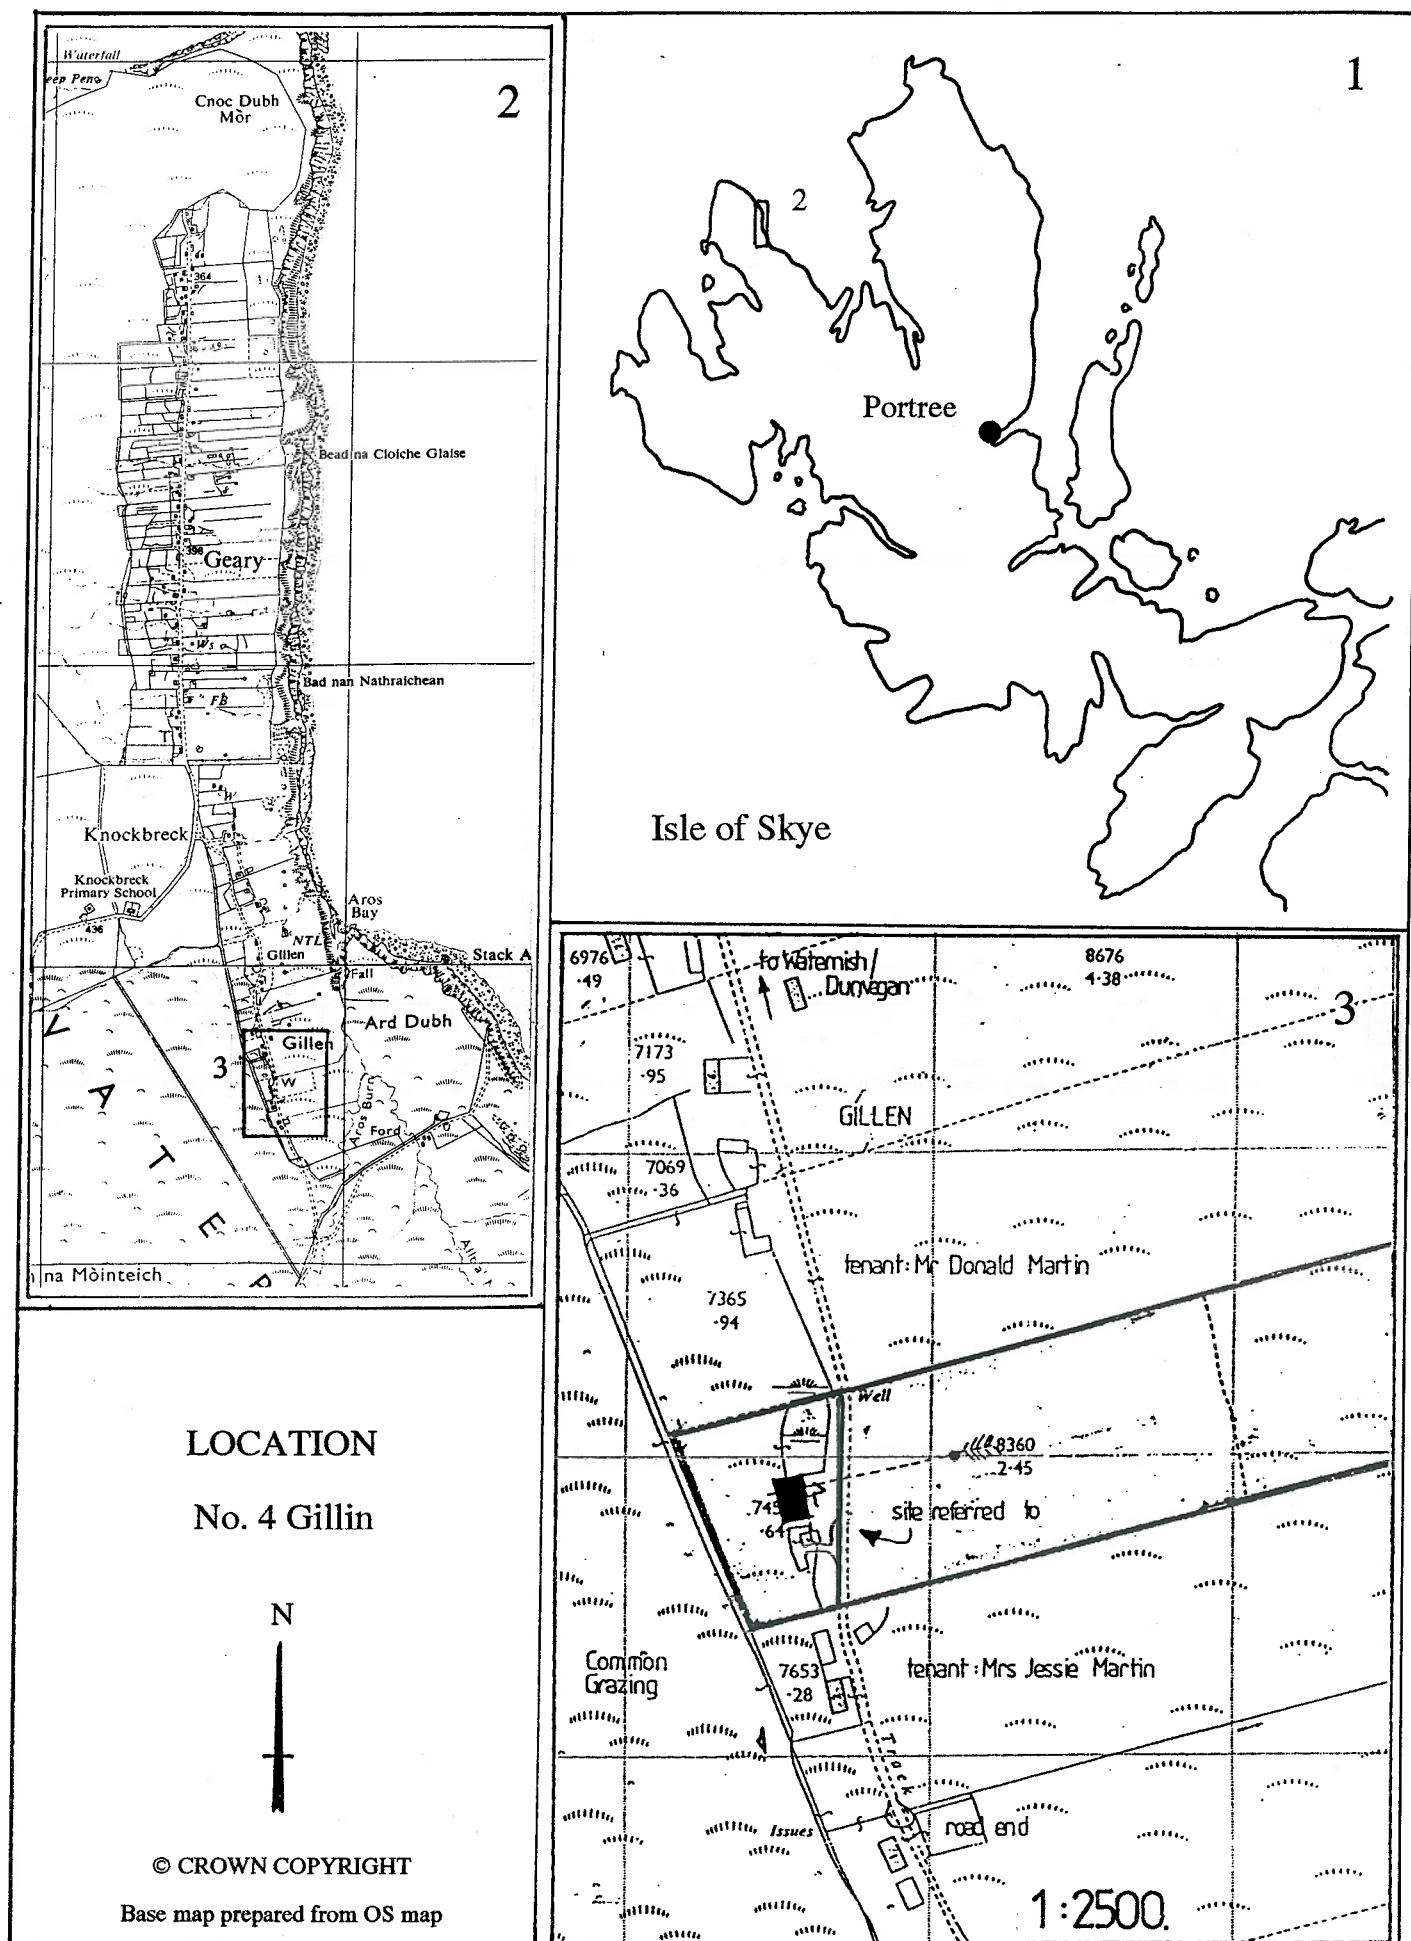 1
2
Portree
Isle of Skye
2
Waterfall
eep Pens
Cnoc Dubh
Mòr
364
Bead na Cloiche Glaise
396
Geary
Ws
Bad nan Nathraichean
FB
T
W
Knockbreck
Knockbreck
Primary School
436
Aros
Bay
NTL
Gillen
Stack A
Fall
Ard Dubh
3
Gillen
W
Aros Burn
Ford
V A T E R
na Mòinteich
3
6976
·49
to Waternish/
Dunvegan
8676
4·38
7173
·95
GILLEN
7069
·36
tenant: Mr Donald Martin
7365
·94
Well
8360
2·45
745
·64
site referred to
Common
Grazing
7653
·28
tenant: Mrs Jessie Martin
Track
Issues
road end
1:2500.
LOCATION
No. 4 Gillin
N
© CROWN COPYRIGHT
Base map prepared from OS map